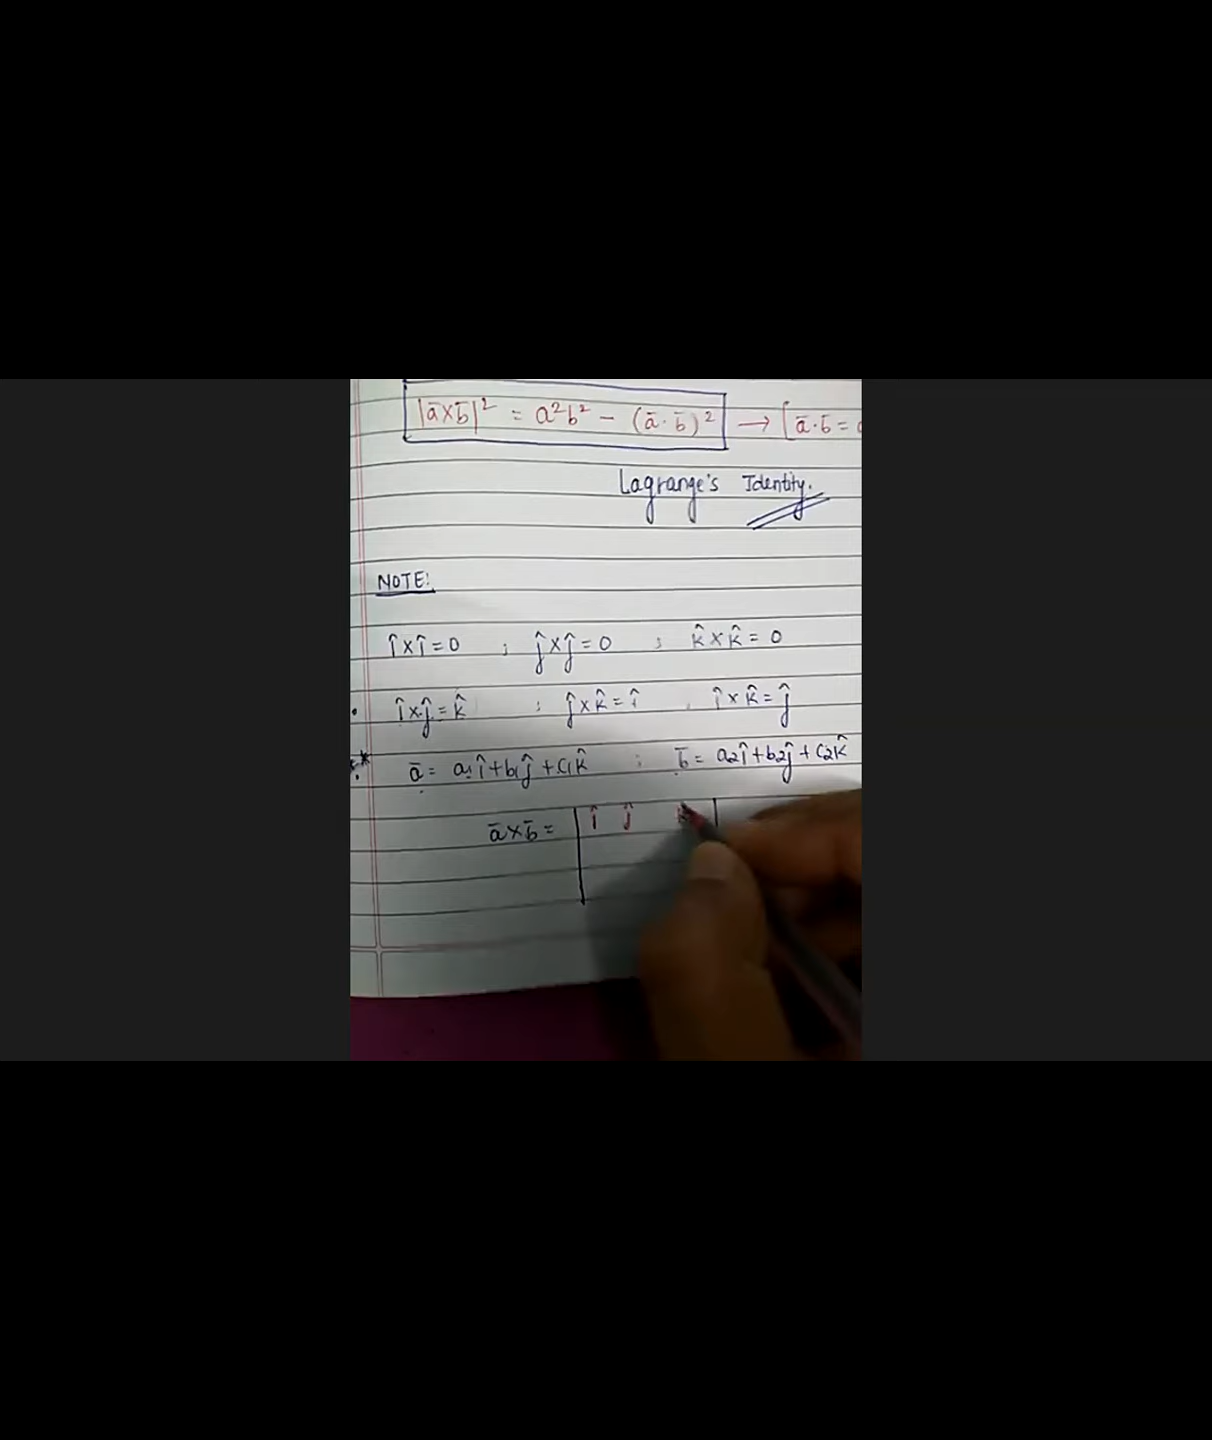 |a̅×b̅|² = a²b² − (a̅·b̅)² → [a̅·b̅ =
Lagrange's Identity.
NOTE:
î×î=0 ; ĵ×ĵ=0 ; k̂×k̂=0
î×ĵ=k̂ ; ĵ×k̂=î , î×k̂=ĵ
a̅= a₁î+b₁ĵ+c₁k̂ ; b̅= a₂î+b₂ĵ+c₂k̂
a̅×b̅= | î ĵ |